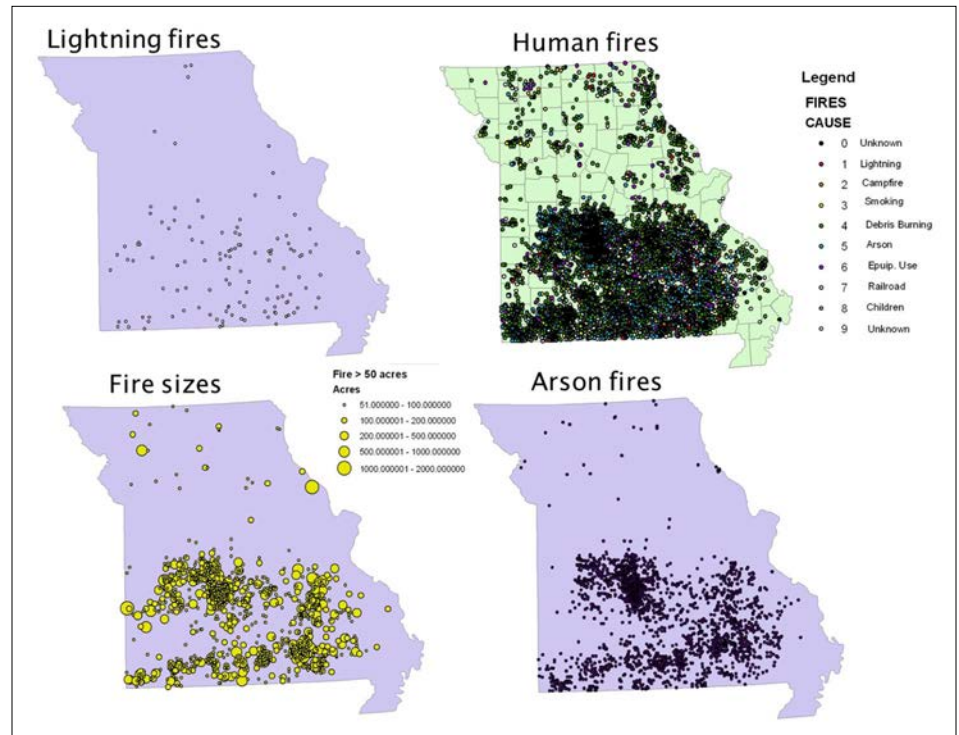 Lightning fires
Human fires
Legend
FIRES
CAUSE
0 Unknown
1 Lightning
2 Campfire
3 Smoking
4 Debris Burning
5 Arson
6 Epuip. Use
7 Railroad
8 Children
9 Unknown
Fire sizes
Fire > 50 acres
Acres
51.000000 - 100.000000
100.000001 - 200.000000
200.000001 - 500.000000
500.000001 - 1000.000000
1000.000001 - 2000.000000
Arson fires